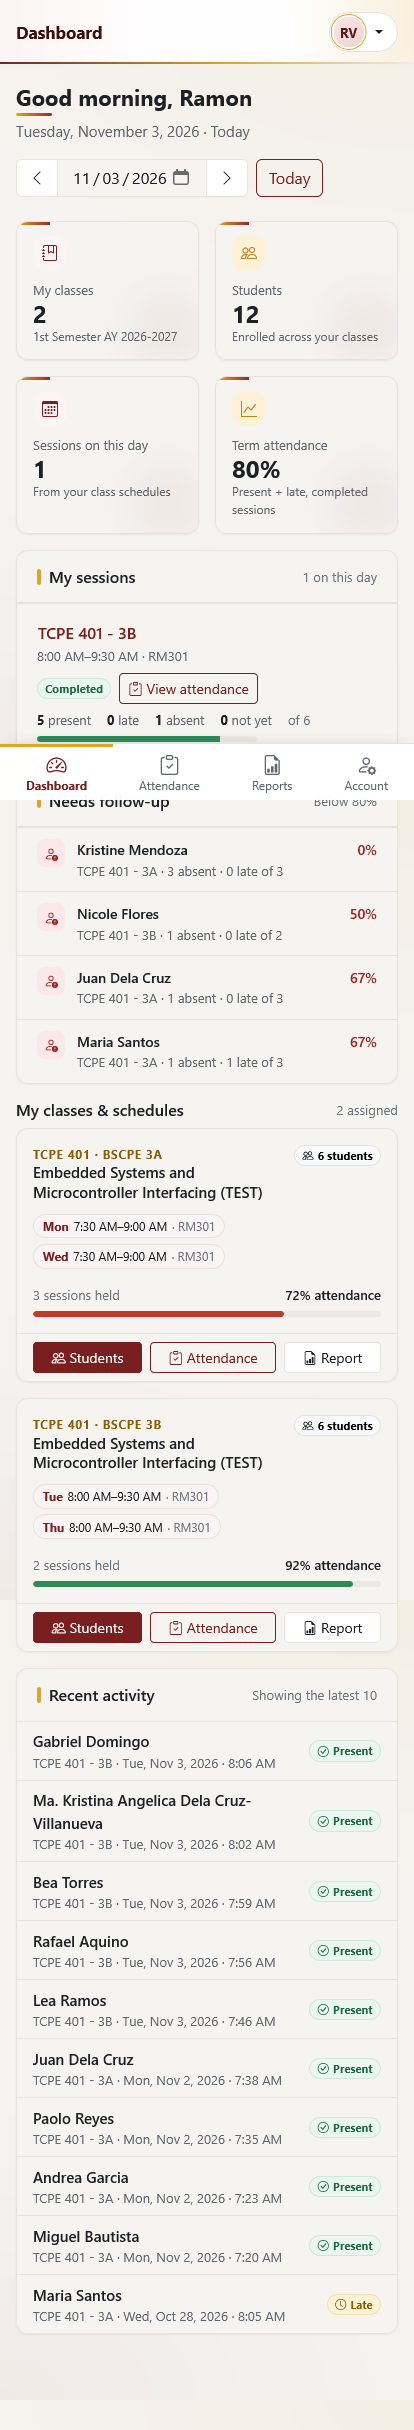 Dashboard
RV
Good morning, Ramon
Tuesday, November 3, 2026 · Today
11/03/2026
Today
My classes
2
1st Semester AY 2026-2027
Students
12
Enrolled across your classes
Sessions on this day
1
From your class schedules
Term attendance
80%
Present + late, completed
sessions
My sessions
1 on this day
TCPE 401 - 3B
8:00 AM–9:30 AM · RM301
Completed
View attendance
5 present 0 late 1 absent 0 not yet of 6
Dashboard
Attendance
Reports
Account
Needs follow-up
Below 80%
Kristine Mendoza
0%
TCPE 401 - 3A · 3 absent · 0 late of 3
Nicole Flores
50%
TCPE 401 - 3B · 1 absent · 0 late of 2
Juan Dela Cruz
67%
TCPE 401 - 3A · 1 absent · 0 late of 3
Maria Santos
67%
TCPE 401 - 3A · 1 absent · 1 late of 3
My classes & schedules
2 assigned
TCPE 401 · BSCPE 3A
6 students
Embedded Systems and
Microcontroller Interfacing (TEST)
Mon 7:30 AM–9:00 AM · RM301
Wed 7:30 AM–9:00 AM · RM301
3 sessions held
72% attendance
Students
Attendance
Report
TCPE 401 · BSCPE 3B
6 students
Embedded Systems and
Microcontroller Interfacing (TEST)
Tue 8:00 AM–9:30 AM · RM301
Thu 8:00 AM–9:30 AM · RM301
2 sessions held
92% attendance
Students
Attendance
Report
Recent activity
Showing the latest 10
Gabriel Domingo
TCPE 401 - 3B · Tue, Nov 3, 2026 · 8:06 AM
Present
Ma. Kristina Angelica Dela Cruz-
Villanueva
TCPE 401 - 3B · Tue, Nov 3, 2026 · 8:02 AM
Present
Bea Torres
TCPE 401 - 3B · Tue, Nov 3, 2026 · 7:59 AM
Present
Rafael Aquino
TCPE 401 - 3B · Tue, Nov 3, 2026 · 7:56 AM
Present
Lea Ramos
TCPE 401 - 3B · Tue, Nov 3, 2026 · 7:46 AM
Present
Juan Dela Cruz
TCPE 401 - 3A · Mon, Nov 2, 2026 · 7:38 AM
Present
Paolo Reyes
TCPE 401 - 3A · Mon, Nov 2, 2026 · 7:35 AM
Present
Andrea Garcia
TCPE 401 - 3A · Mon, Nov 2, 2026 · 7:23 AM
Present
Miguel Bautista
TCPE 401 - 3A · Mon, Nov 2, 2026 · 7:20 AM
Present
Maria Santos
TCPE 401 - 3A · Wed, Oct 28, 2026 · 8:05 AM
Late